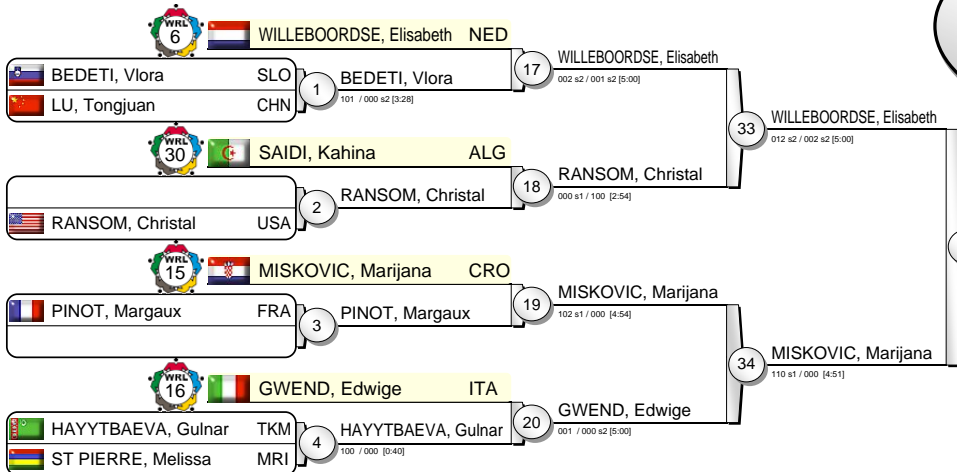 WRL
6
WILLEBOORDSE, Elisabeth NED
BEDETI, Vlora SLO
LU, Tongjuan CHN
1
BEDETI, Vlora
101 / 000 s2 [3:28]
17
WILLEBOORDSE, Elisabeth
002 s2 / 001 s2 [5:00]
WRL
30
SAIDI, Kahina ALG
RANSOM, Christal USA
2
RANSOM, Christal
18
RANSOM, Christal
000 s1 / 100 [2:54]
33
WILLEBOORDSE, Elisabeth
012 s2 / 002 s2 [5:00]
WRL
15
MISKOVIC, Marijana CRO
PINOT, Margaux FRA
3
PINOT, Margaux
19
MISKOVIC, Marijana
102 s1 / 000 [4:54]
WRL
16
GWEND, Edwige ITA
HAYYTBAEVA, Gulnar TKM
ST PIERRE, Melissa MRI
4
HAYYTBAEVA, Gulnar
100 / 000 [0:40]
20
GWEND, Edwige
001 / 000 s2 [5:00]
34
MISKOVIC, Marijana
110 s1 / 000 [4:51]